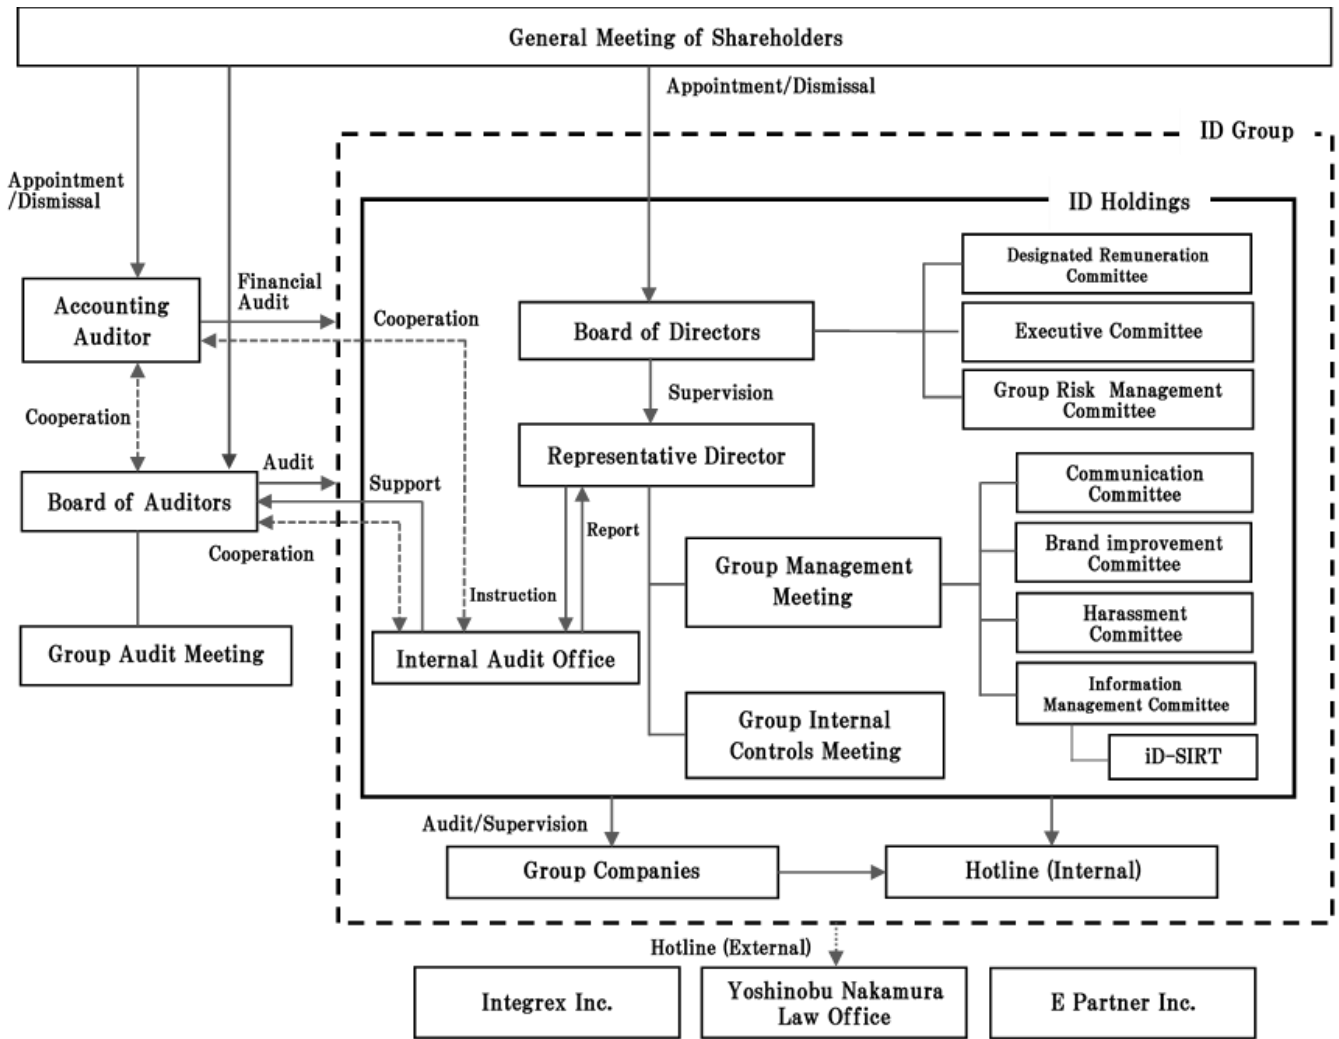 General Meeting of Shareholders
Appointment/Dismissal
ID Group
Appointment
/Dismissal
ID Holdings
Designated Remuneration
Committee
Financial
Audit
Accounting
Auditor
Cooperation
Board of Directors
Executive Committee
Supervision
Group Risk Management
Committee
Cooperation
Representative Director
Audit
Support
Board of Auditors
Communication
Committee
Cooperation
Report
Brand improvement
Committee
Group Management
Meeting
Instruction
Harassment
Committee
Group Audit Meeting
Internal Audit Office
Information
Management Committee
Group Internal
Controls Meeting
iD-SIRT
Audit/Supervision
Group Companies
Hotline (Internal)
Hotline (External)
Integrex Inc.
Yoshinobu Nakamura
Law Office
E Partner Inc.